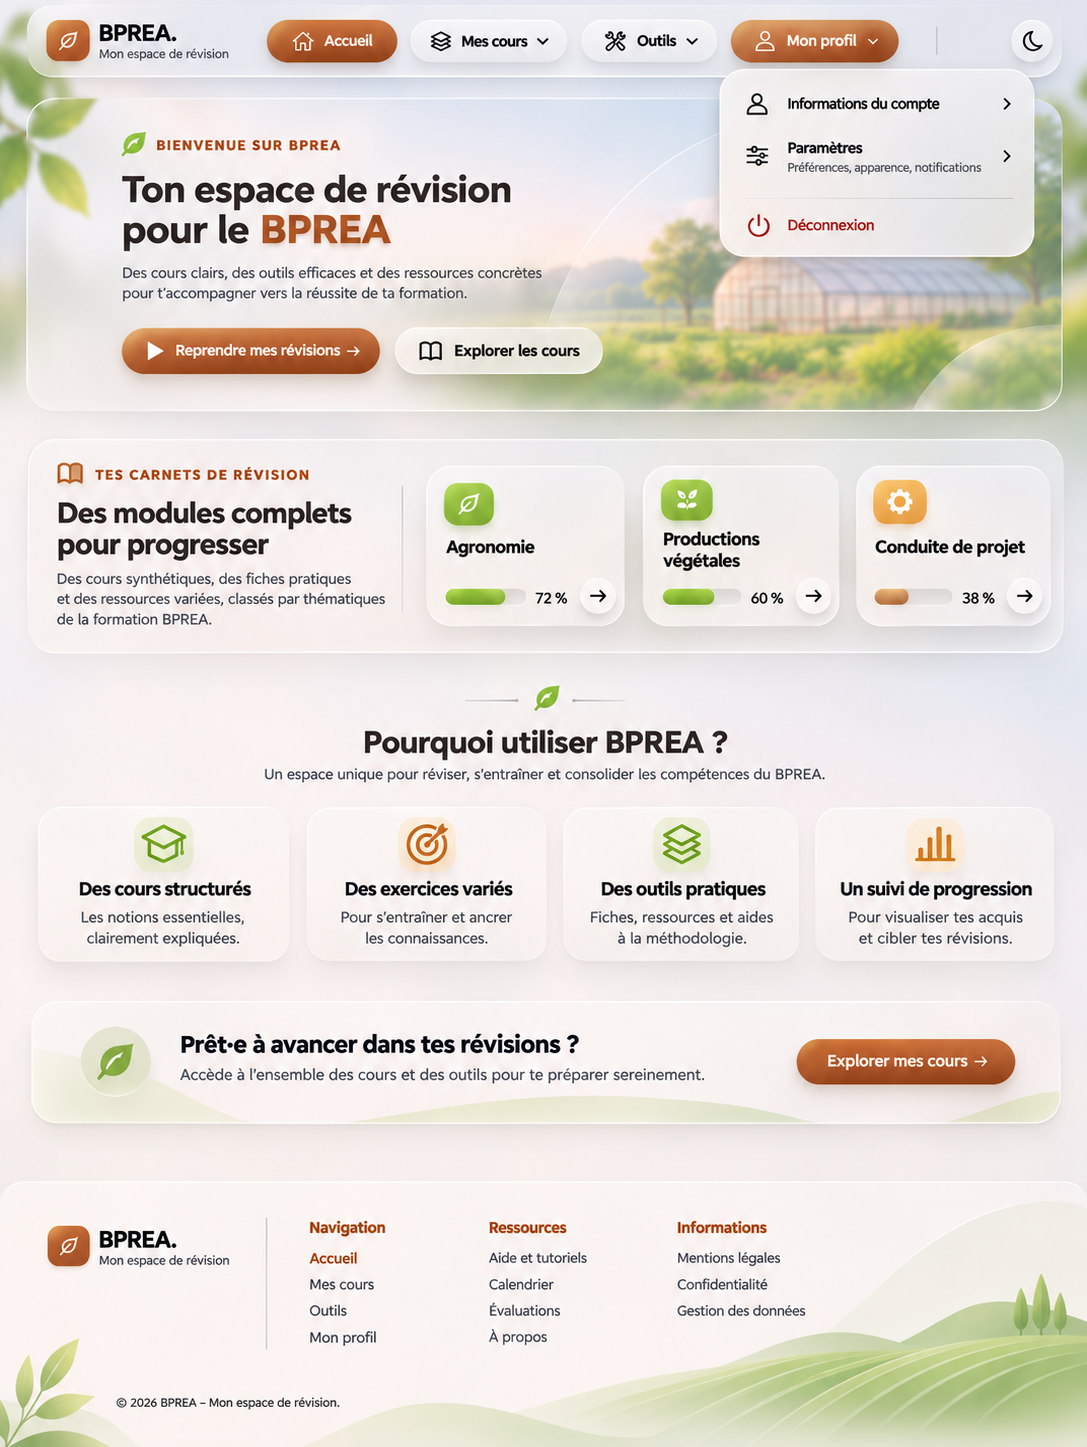 BPREA.
Mon espace de révision
Accueil
Mes cours
Outils
Mon profil
Informations du compte
Paramètres
Préférences, apparence, notifications
Déconnexion
BIENVENUE SUR BPREA
Ton espace de révision
pour le BPREA
Des cours clairs, des outils efficaces et des ressources concrètes
pour t'accompagner vers la réussite de ta formation.
Reprendre mes révisions →
Explorer les cours
TES CARNETS DE RÉVISION
Des modules complets
pour progresser
Des cours synthétiques, des fiches pratiques
et des ressources variées, classés par thématiques
de la formation BPREA.
Agronomie
72 %
Productions
végétales
60 %
Conduite de projet
38 %
Pourquoi utiliser BPREA ?
Un espace unique pour réviser, s'entraîner et consolider les compétences du BPREA.
Des cours structurés
Les notions essentielles,
clairement expliquées.
Des exercices variés
Pour s'entraîner et ancrer
les connaissances.
Des outils pratiques
Fiches, ressources et aides
à la méthodologie.
Un suivi de progression
Pour visualiser tes acquis
et cibler tes révisions.
Prêt·e à avancer dans tes révisions ?
Accède à l'ensemble des cours et des outils pour te préparer sereinement.
Explorer mes cours →
BPREA.
Mon espace de révision
Navigation
Accueil
Mes cours
Outils
Mon profil
Ressources
Aide et tutoriels
Calendrier
Évaluations
À propos
Informations
Mentions légales
Confidentialité
Gestion des données
© 2026 BPREA – Mon espace de révision.